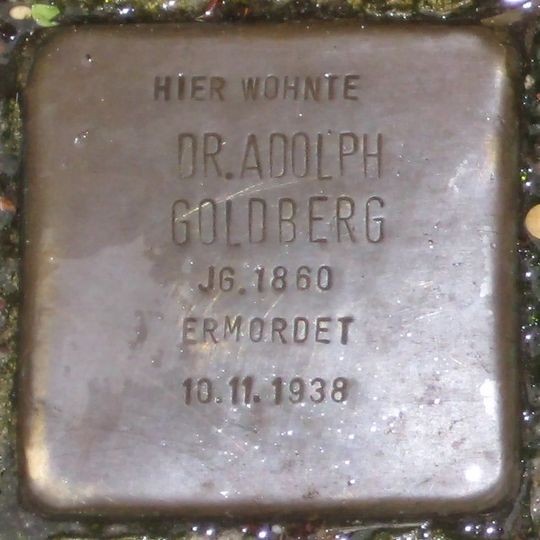 HIER WOHNTE
DR. ADOLPH
GOLDBERG
JG. 1860
ERMORDET
10.11.1938